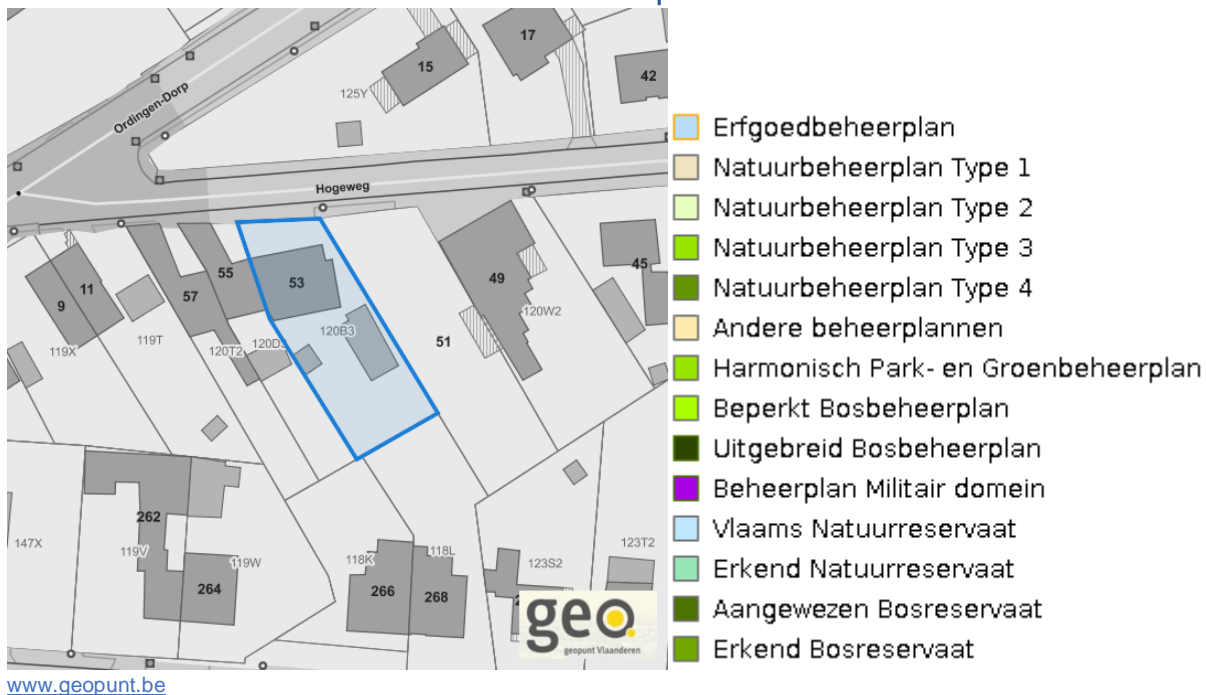 17
15
42
125Y
Ordingen-Dorp
Hogeweg
55
53
57
49
45
9
11
119X
119T
120T2
120B3
51
120W2
262
264
119V
119W
147X
118K
118L
266
268
123S2
123T2
geo
geopunt Vlaanderen
Erfgoedbeheerplan
Natuurbeheerplan Type 1
Natuurbeheerplan Type 2
Natuurbeheerplan Type 3
Natuurbeheerplan Type 4
Andere beheerplannen
Harmonisch Park- en Groenbeheerplan
Beperkt Bosbeheerplan
Uitgebreid Bosbeheerplan
Beheerplan Militair domein
Vlaams Natuurreservaat
Erkend Natuurreservaat
Aangewezen Bosreservaat
Erkend Bosreservaat
www.geopunt.be